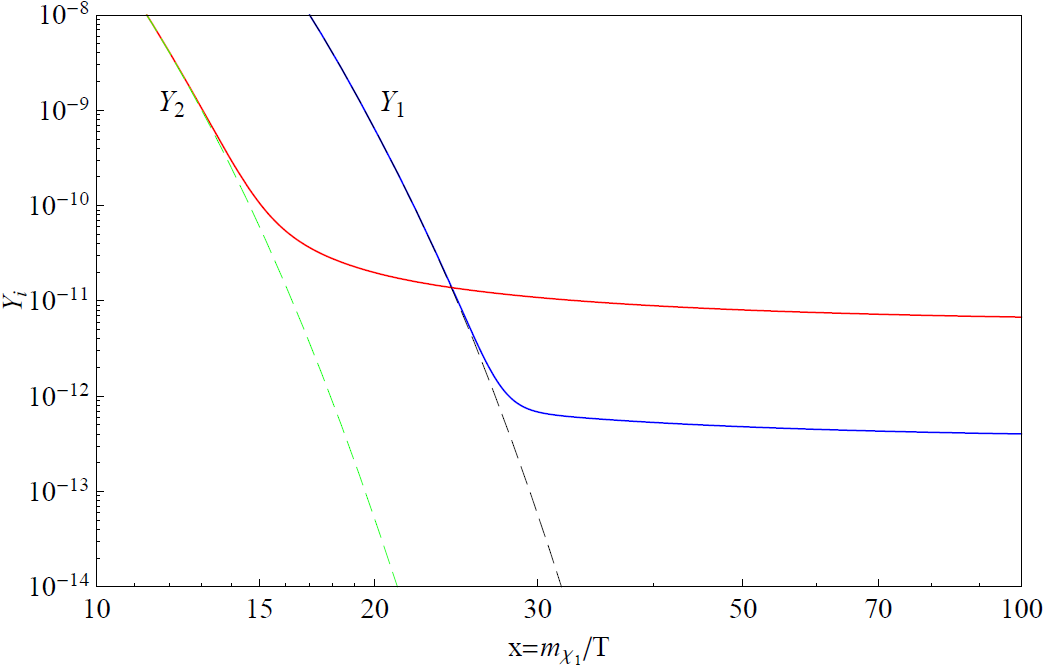 10⁻⁸
10⁻⁹
10⁻¹⁰
10⁻¹¹
10⁻¹²
10⁻¹³
10⁻¹⁴
Yᵢ
Y₂
Y₁
10 15 20 30 50 70 100
x=m_χ₁/T